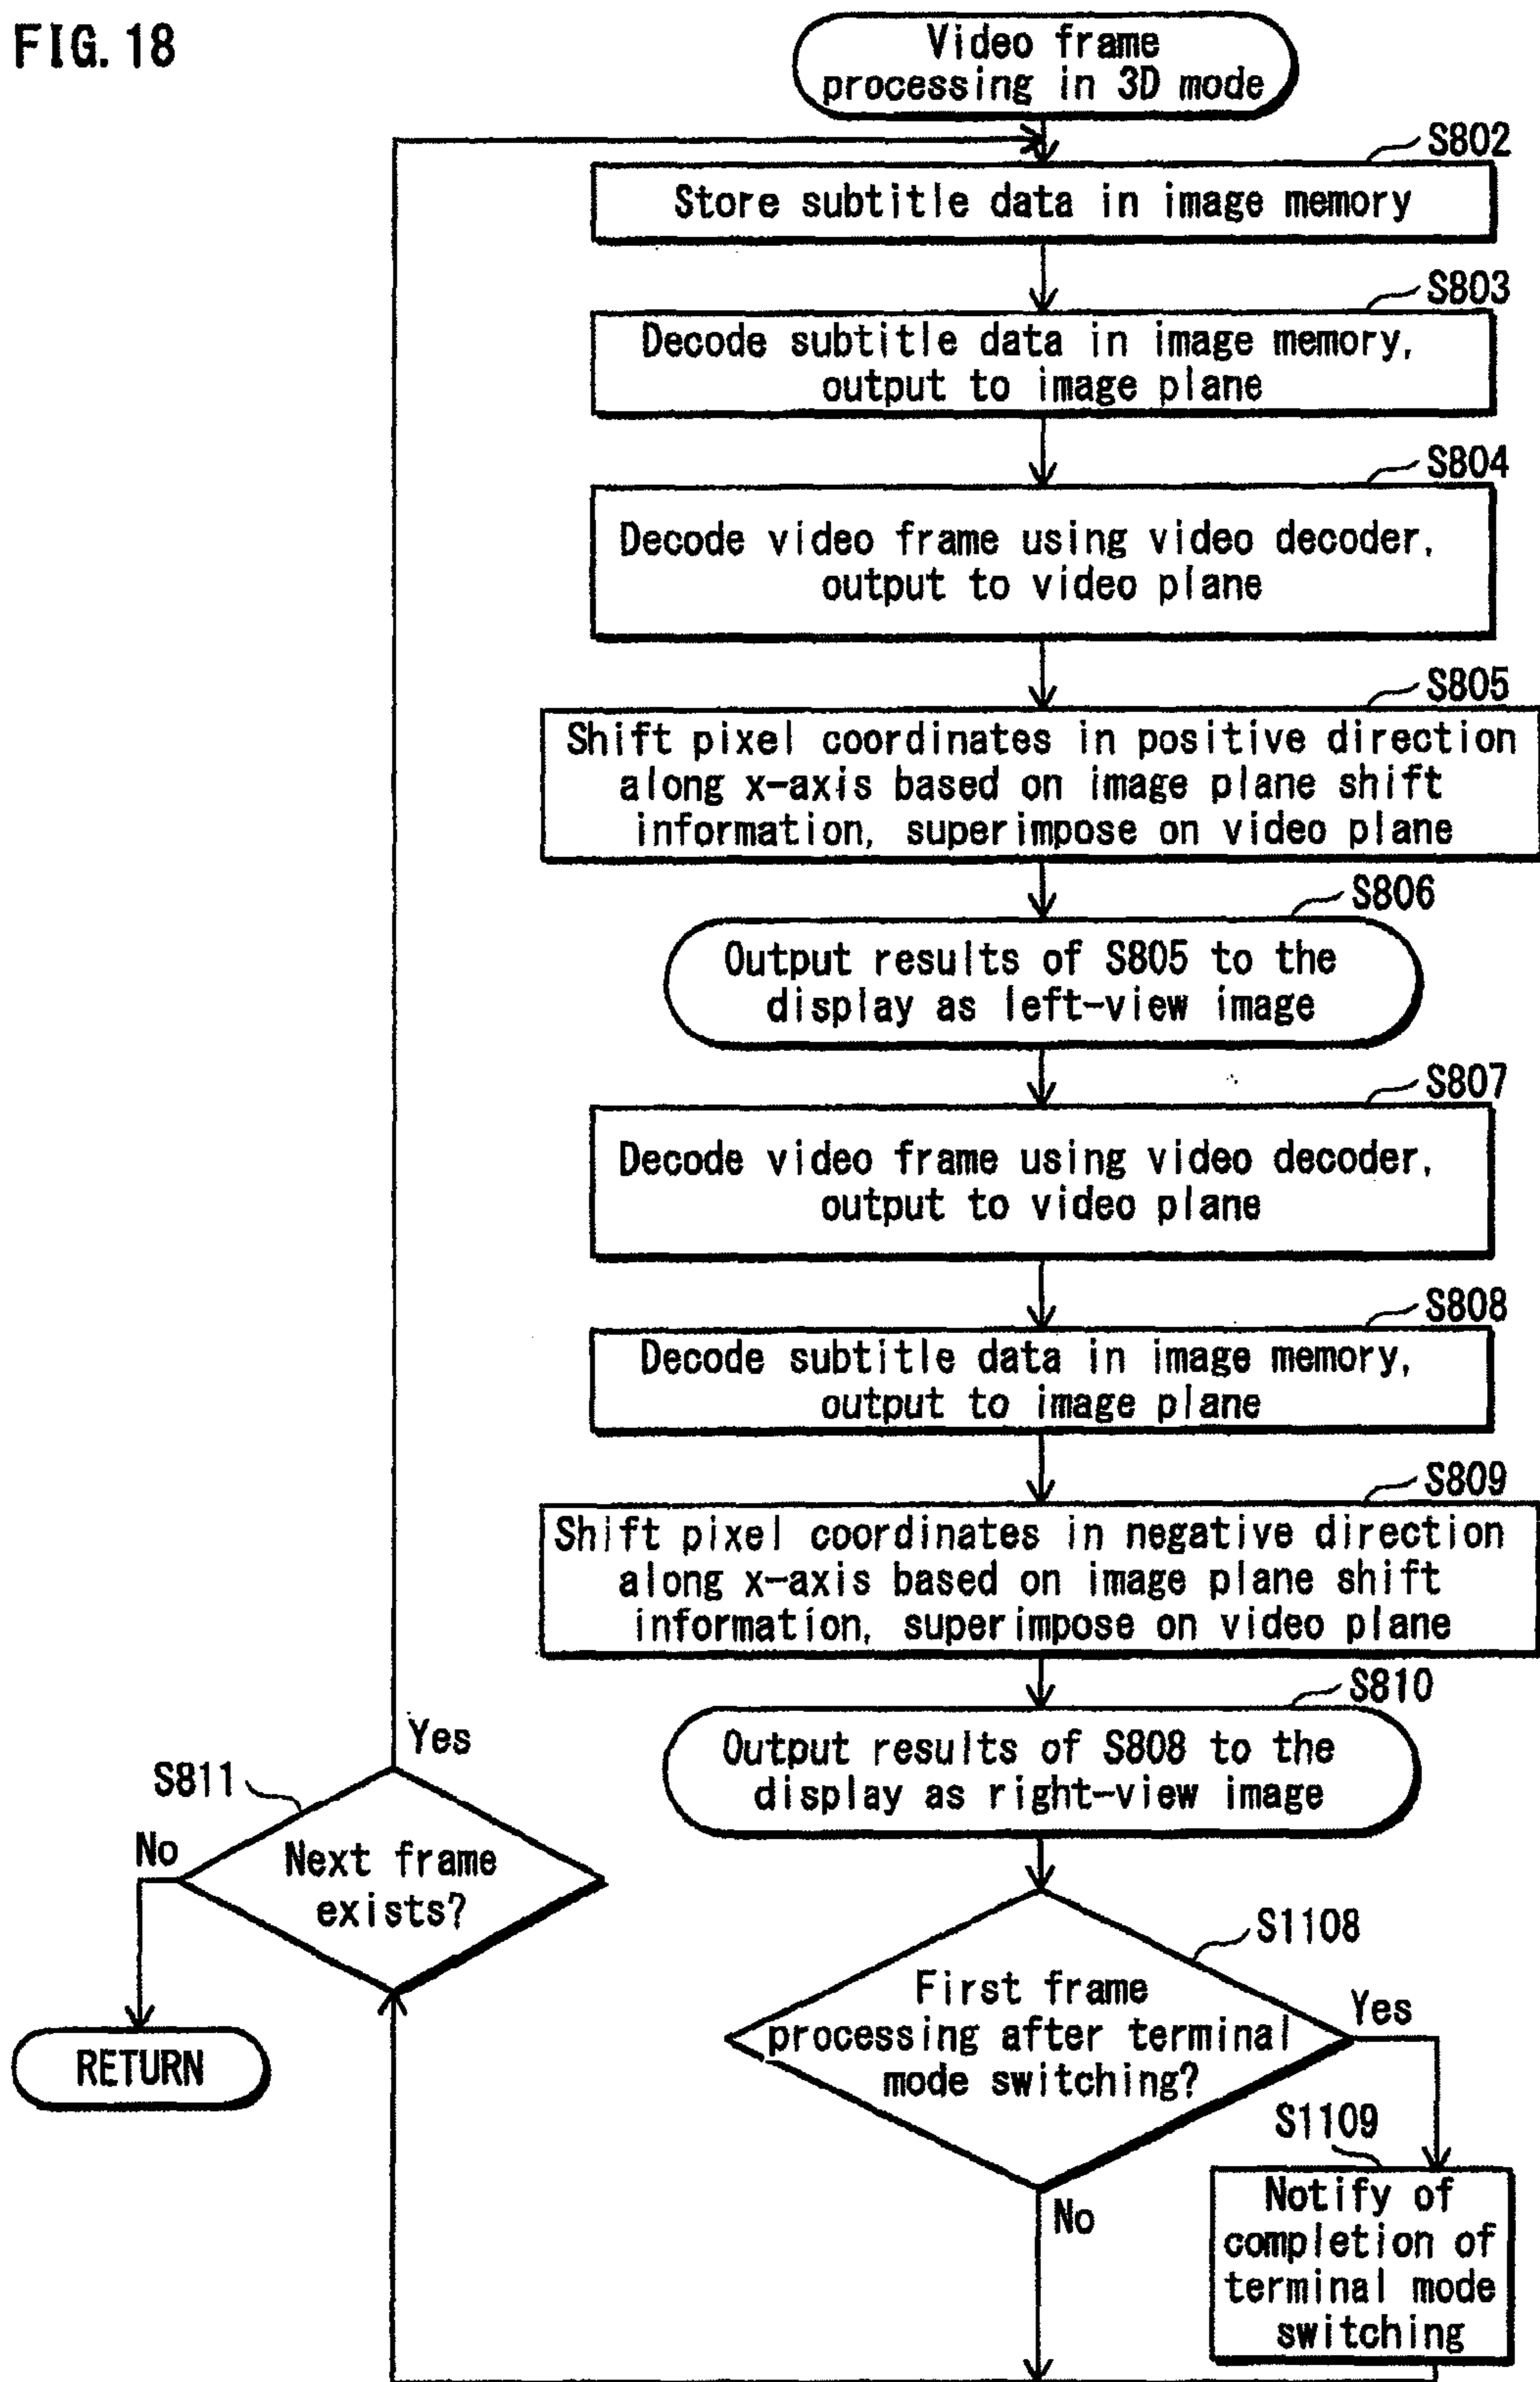 FIG. 18
Video frame
processing in 3D mode
S802
Store subtitle data in image memory
S803
Decode subtitle data in image memory,
output to image plane
S804
Decode video frame using video decoder,
output to video plane
S805
Shift pixel coordinates in positive direction
along x-axis based on image plane shift
information, superimpose on video plane
S806
Output results of S805 to the
display as left-view image
S807
Decode video frame using video decoder,
output to video plane
S808
Decode subtitle data in image memory,
output to image plane
S809
Shift pixel coordinates in negative direction
along x-axis based on image plane shift
information, superimpose on video plane
S810
Output results of S808 to the
display as right-view image
S1108
First frame
processing after terminal
mode switching?
Yes
No
S1109
Notify of
completion of
terminal mode
switching
S811
Next frame
exists?
Yes
No
RETURN